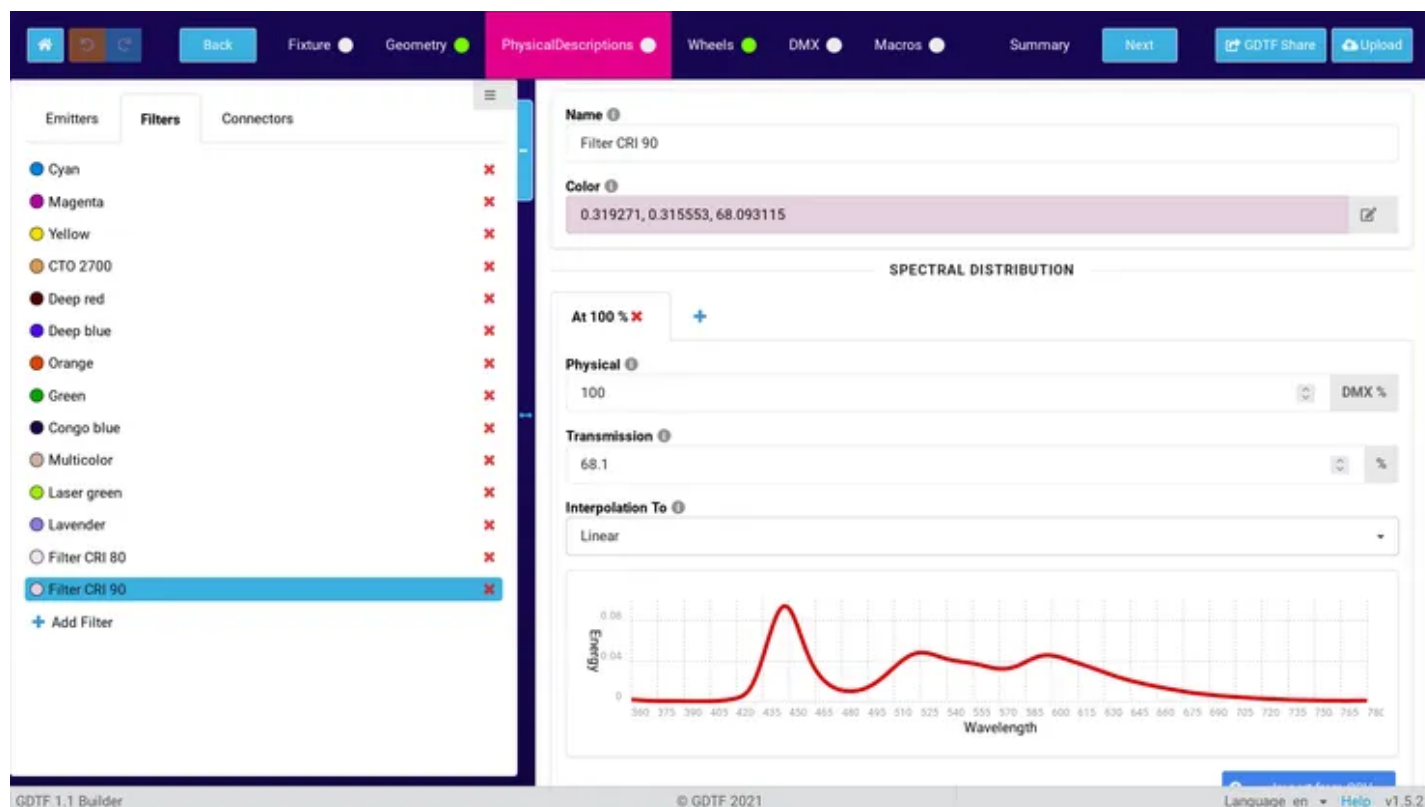 Back Fixture Geometry PhysicalDescriptions Wheels DMX Macros Summary Next GDTF Share Upload
Emitters Filters Connectors
Cyan
Magenta
Yellow
CTO 2700
Deep red
Deep blue
Orange
Green
Congo blue
Multicolor
Laser green
Lavender
Filter CRI 80
Filter CRI 90
Add Filter
Name
Filter CRI 90
Color
0.319271, 0.315553, 68.093115
SPECTRAL DISTRIBUTION
At 100 %
Physical
100 DMX %
Transmission
68.1 %
Interpolation To
Linear
Energy
0.08
0.04
0
360 375 390 405 420 435 450 465 480 495 510 525 540 555 570 585 600 615 630 645 660 675 690 705 720 735 750 765
Wavelength
GDTF 1.1 Builder © GDTF 2021 Language en Help v1.5.2